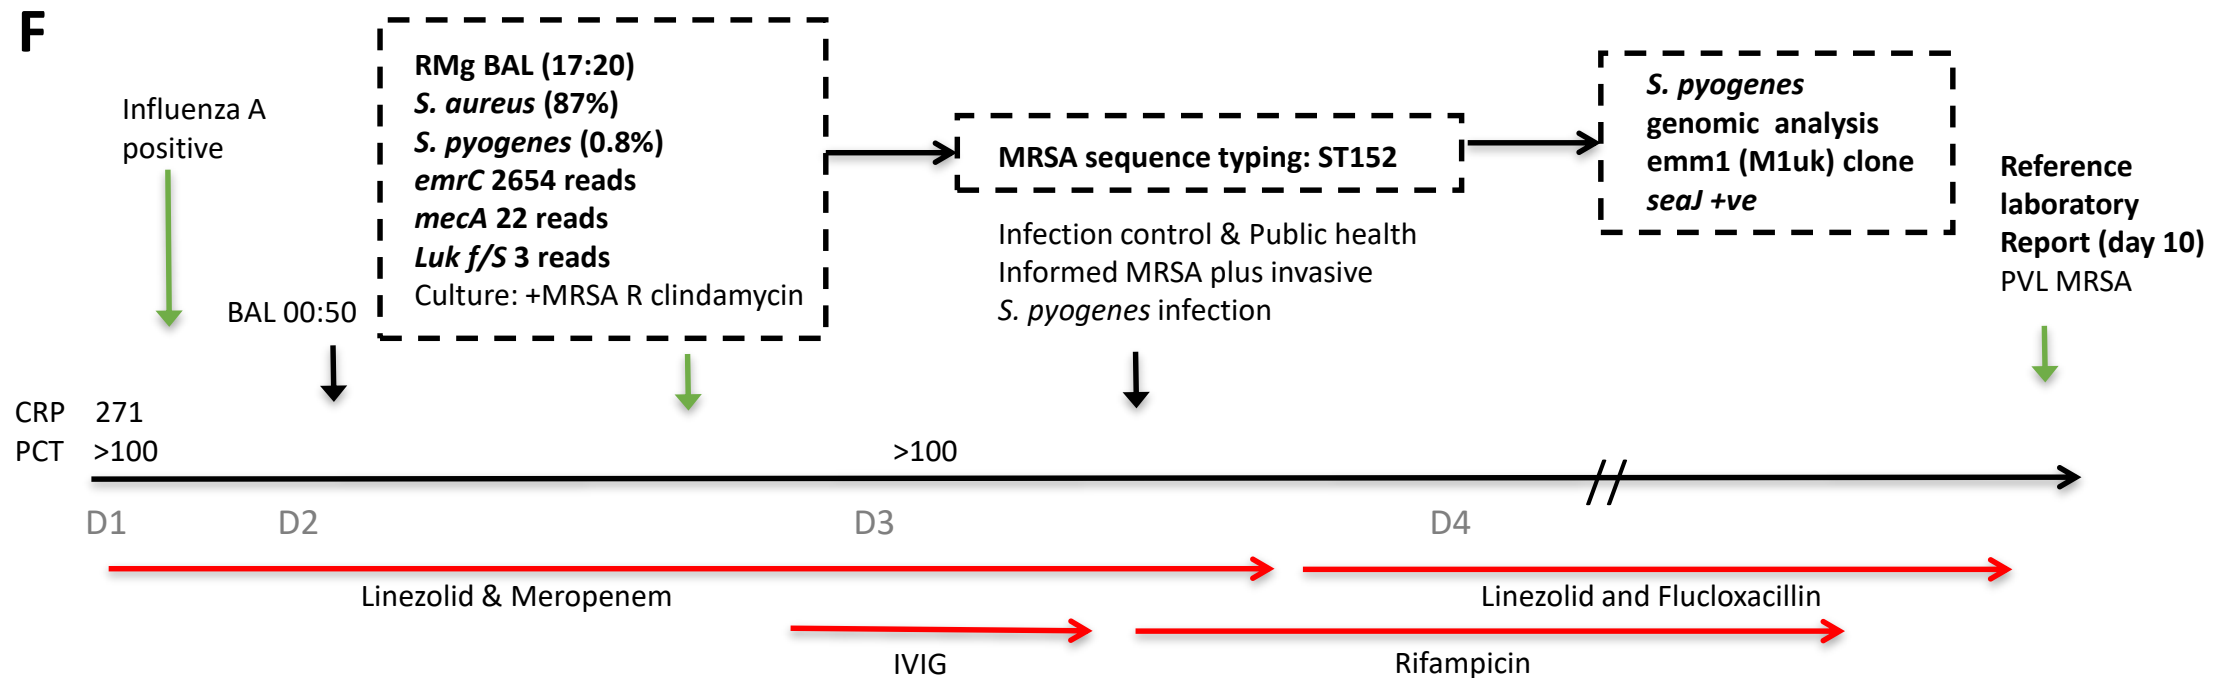 F
Influenza A
positive
BAL 00:50
RMg BAL (17:20)
S. aureus (87%)
S. pyogenes (0.8%)
emrC 2654 reads
mecA 22 reads
Luk f/S 3 reads
Culture: +MRSA R clindamycin
MRSA sequence typing: ST152
Infection control & Public health
Informed MRSA plus invasive
S. pyogenes infection
S. pyogenes
genomic analysis
emm1 (M1uk) clone
seaJ +ve
Reference
laboratory
Report (day 10)
PVL MRSA
CRP 271
PCT >100 >100
D1 D2 D3 D4
Linezolid & Meropenem
Linezolid and Flucloxacillin
IVIG
Rifampicin